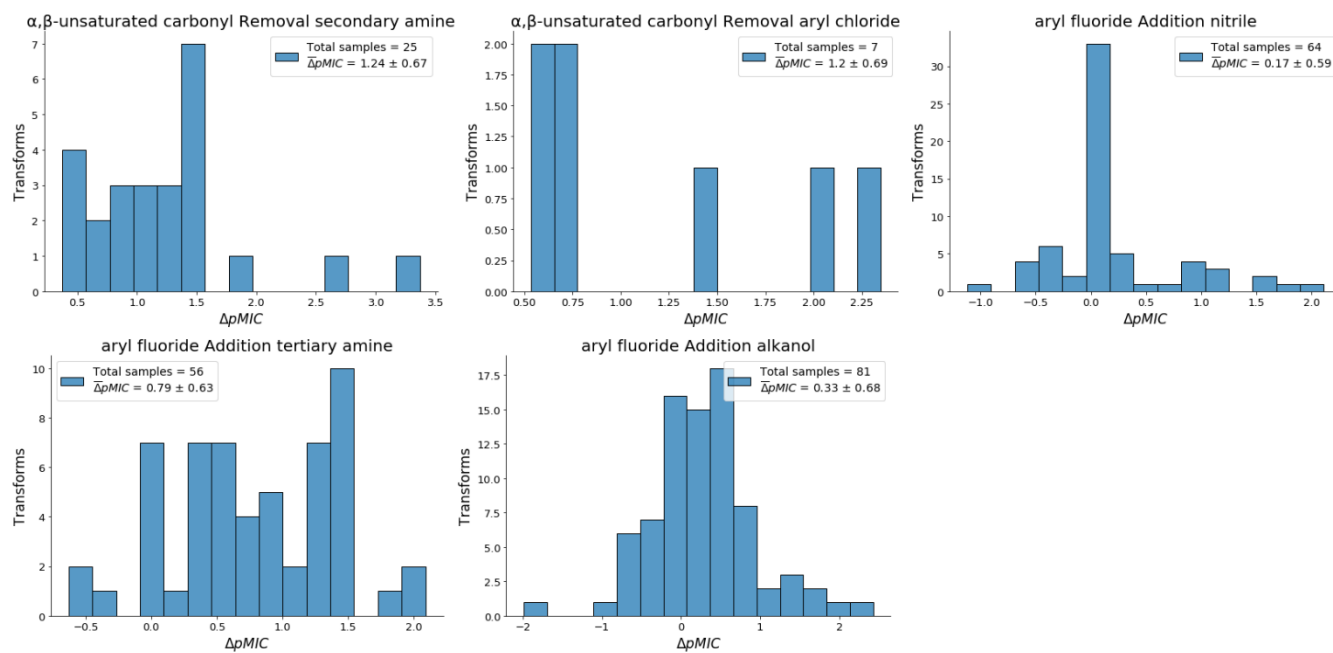 α,β-unsaturated carbonyl Removal secondary amine
7
6
5
4
3
2
1
0
Transforms
Total samples = 25
Δ̅pMIC = 1.24 ± 0.67
0.5 1.0 1.5 2.0 2.5 3.0 3.5
ΔpMIC
α,β-unsaturated carbonyl Removal aryl chloride
2.00
1.75
1.50
1.25
1.00
0.75
0.50
0.25
0.00
Transforms
Total samples = 7
Δ̅pMIC = 1.2 ± 0.69
0.50 0.75 1.00 1.25 1.50 1.75 2.00 2.25
ΔpMIC
aryl fluoride Addition nitrile
30
25
20
15
10
5
0
Transforms
Total samples = 64
Δ̅pMIC = 0.17 ± 0.59
−1.0 −0.5 0.0 0.5 1.0 1.5 2.0
ΔpMIC
aryl fluoride Addition tertiary amine
10
8
6
4
2
0
Transforms
Total samples = 56
Δ̅pMIC = 0.79 ± 0.63
−0.5 0.0 0.5 1.0 1.5 2.0
ΔpMIC
aryl fluoride Addition alkanol
17.5
15.0
12.5
10.0
7.5
5.0
2.5
0.0
Transforms
Total samples = 81
Δ̅pMIC = 0.33 ± 0.68
−2 −1 0 1 2
ΔpMIC